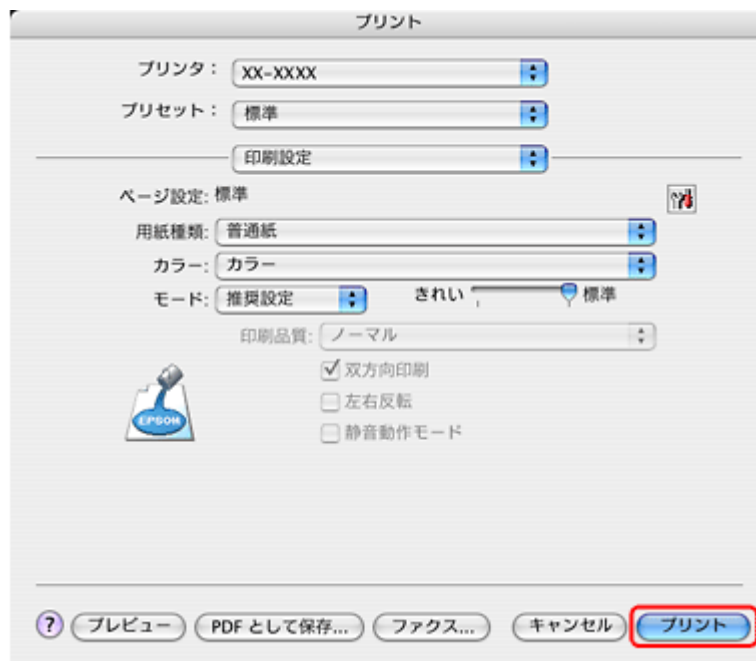 プリント
プリンタ： XX-XXXX
プリセット： 標準
印刷設定
ページ設定: 標準
用紙種類: 普通紙
カラー: カラー
モード: 推奨設定 きれい 標準
印刷品質: ノーマル
双方向印刷
左右反転
静音動作モード
EPSON
? プレビュー PDF として保存... ファクス... キャンセル プリント